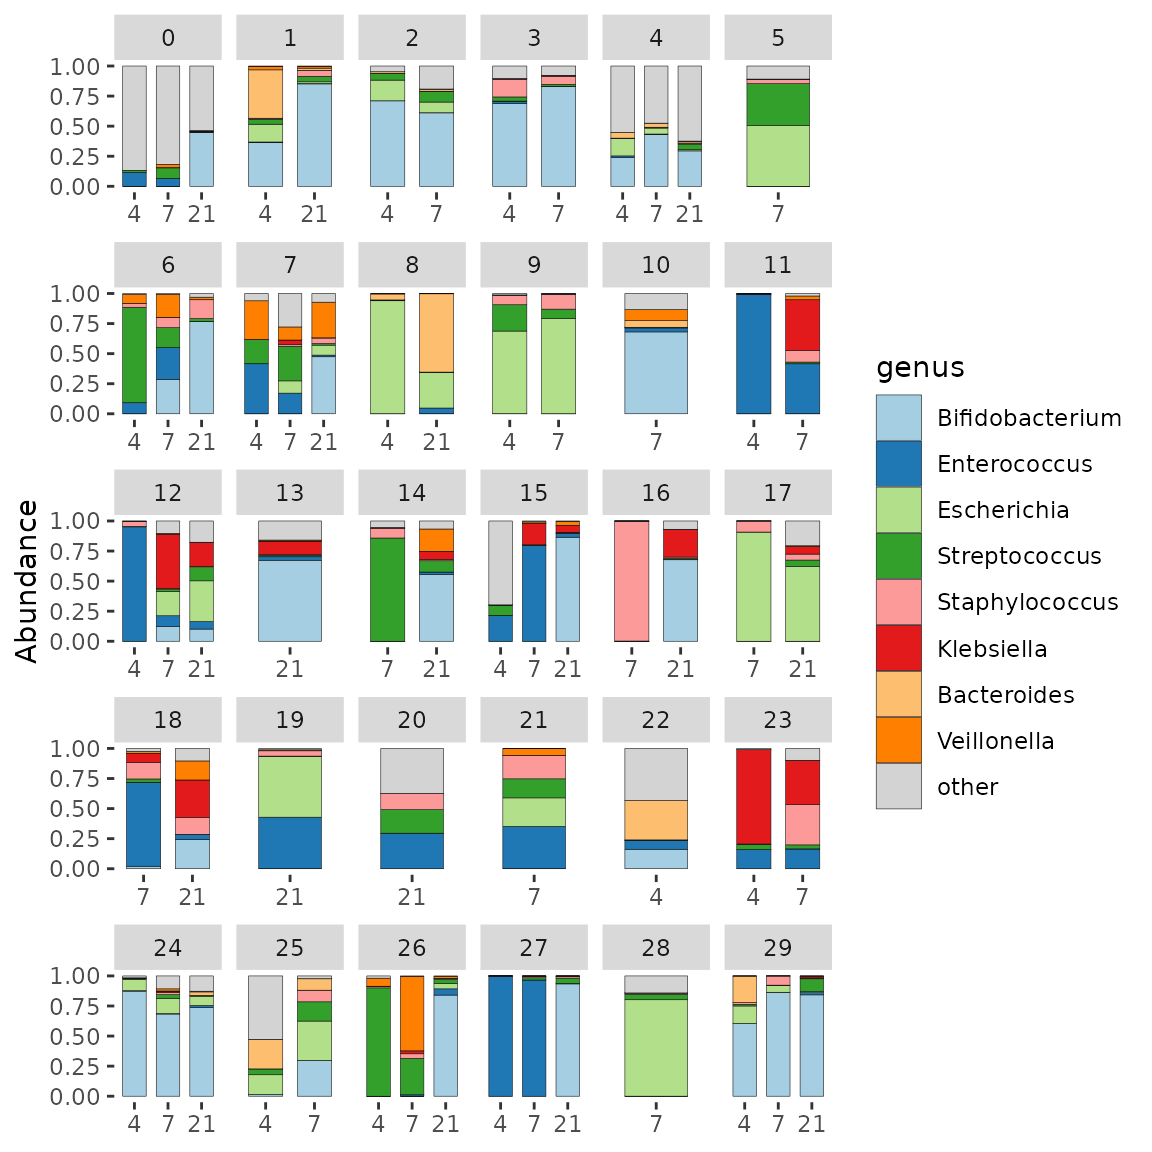 0 1 2 3 4 5
1.00
0.75
0.50
0.25
0.00
4 7 21 4 21 4 7 4 7 4 7 21 7
6 7 8 9 10 11
1.00
0.75
0.50
0.25
0.00
4 7 21 4 7 21 4 21 4 7 7 4 7
12 13 14 15 16 17
1.00
0.75
0.50
0.25
0.00
4 7 21 21 7 21 4 7 21 7 21 7 21
18 19 20 21 22 23
1.00
0.75
0.50
0.25
0.00
7 21 21 21 7 4 4 7
24 25 26 27 28 29
1.00
0.75
0.50
0.25
0.00
4 7 21 4 7 4 7 21 4 7 21 7 4 7 21
Abundance
genus
Bifidobacterium
Enterococcus
Escherichia
Streptococcus
Staphylococcus
Klebsiella
Bacteroides
Veillonella
other